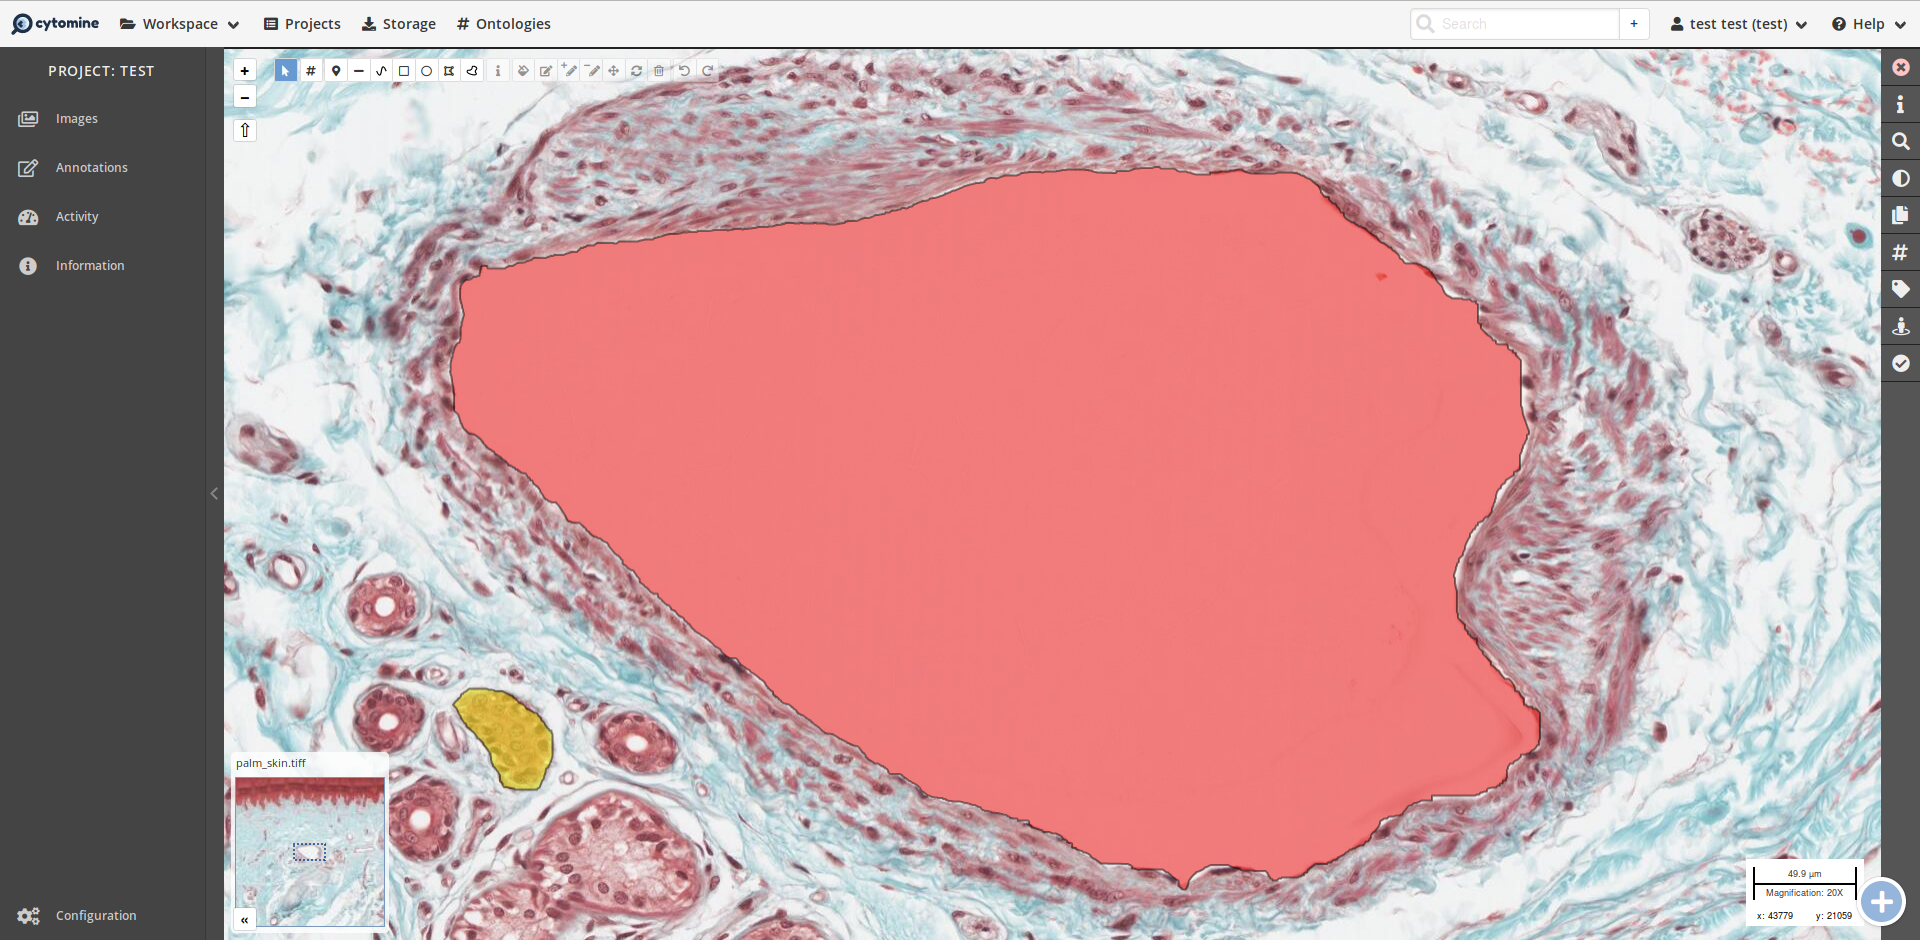 cytomine
Workspace
Projects
Storage
# Ontologies
Search
+
test test (test)
Help
PROJECT: TEST
Images
Annotations
Activity
Information
Configuration
+
−
⇧
#
palm_skin.tiff
«
49.9 µm
Magnification: 20X
x: 43779 y: 21059